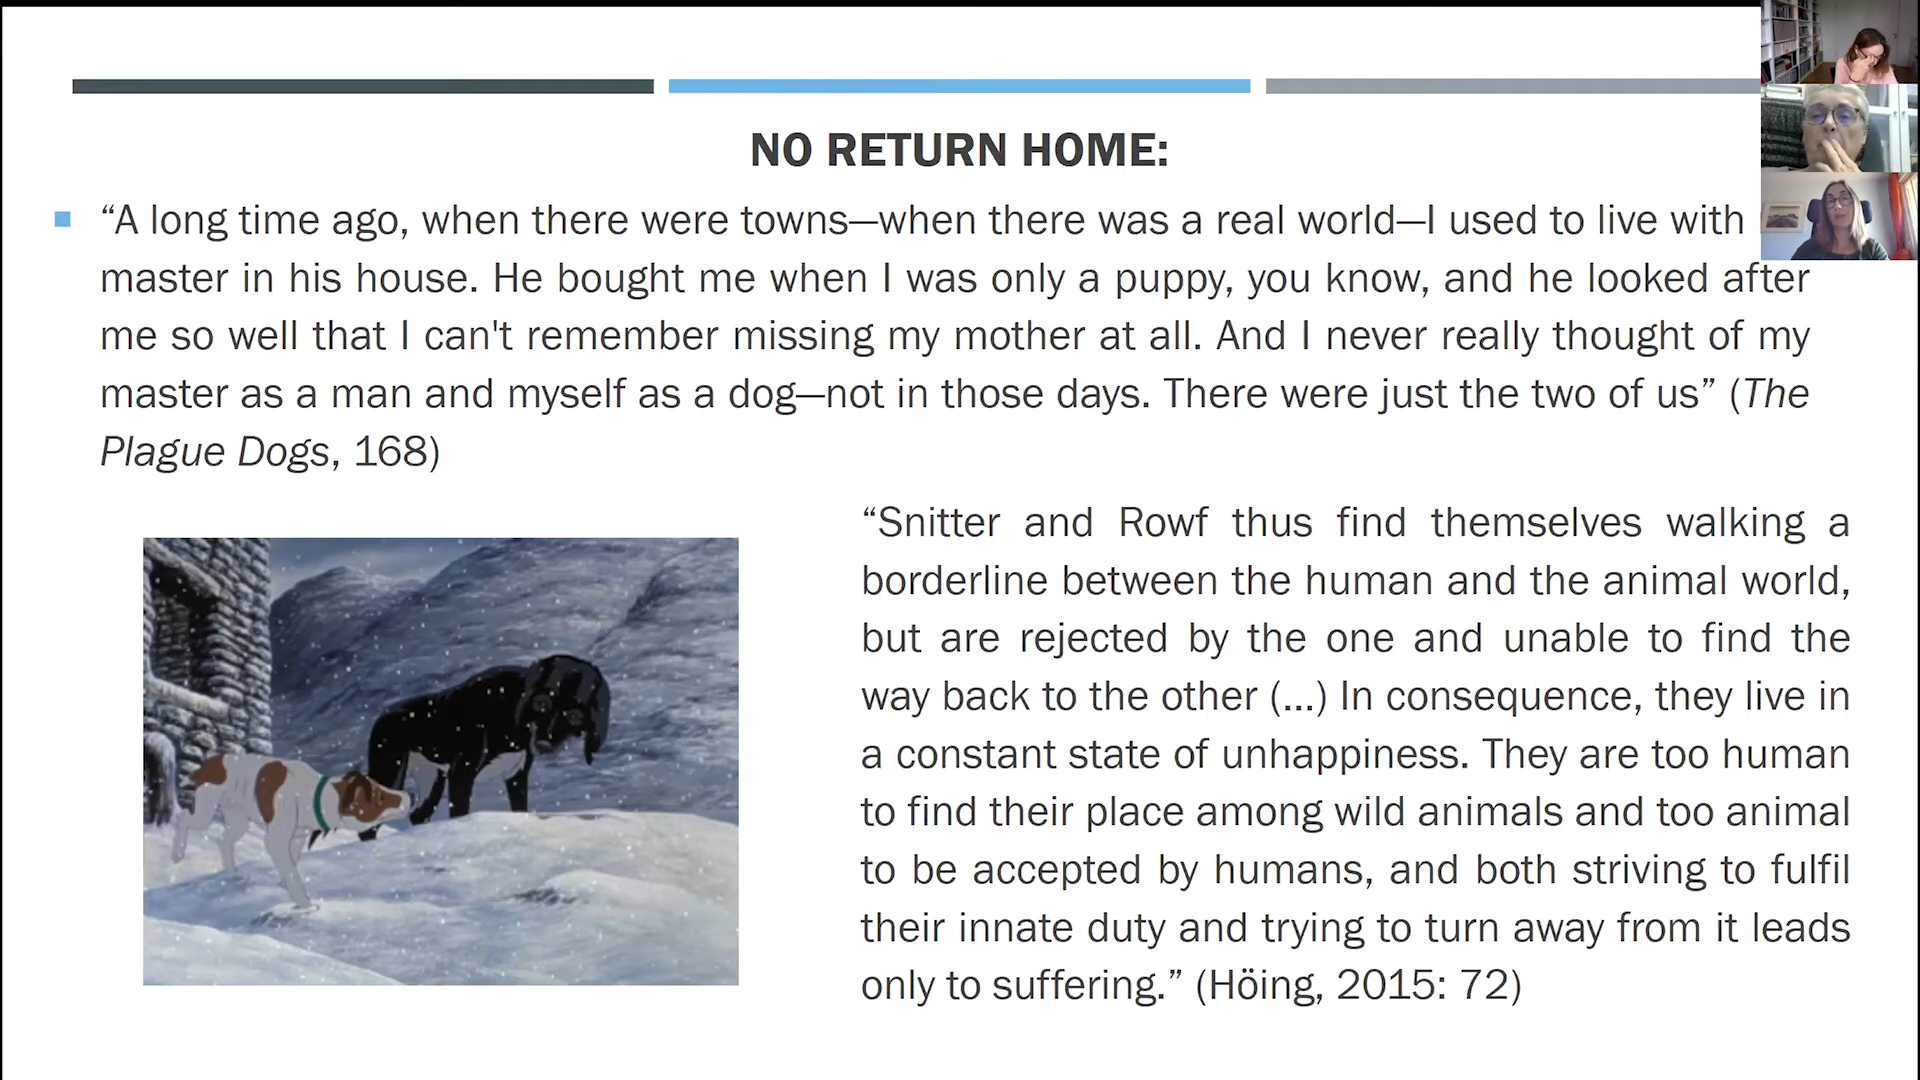 NO RETURN HOME:
“A long time ago, when there were towns—when there was a real world—I used to live with
master in his house. He bought me when I was only a puppy, you know, and he looked after
me so well that I can't remember missing my mother at all. And I never really thought of my
master as a man and myself as a dog—not in those days. There were just the two of us” (The
Plague Dogs, 168)
“Snitter and Rowf thus find themselves walking a
borderline between the human and the animal world,
but are rejected by the one and unable to find the
way back to the other (...) In consequence, they live in
a constant state of unhappiness. They are too human
to find their place among wild animals and too animal
to be accepted by humans, and both striving to fulfil
their innate duty and trying to turn away from it leads
only to suffering.” (Höing, 2015: 72)